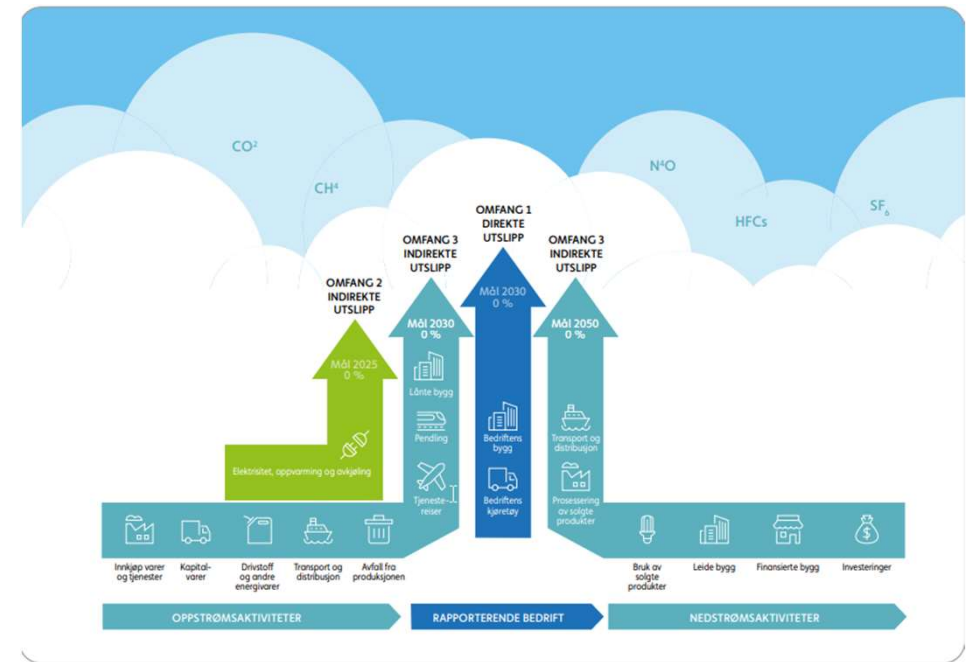 CO²
CH⁴
N⁴O
HFCs
SF₆
OMFANG 1
DIREKTE
UTSLIPP
OMFANG 3
INDIREKTE
UTSLIPP
OMFANG 3
INDIREKTE
UTSLIPP
OMFANG 2
INDIREKTE
UTSLIPP
Mål 2025
0 %
Elektrisitet, oppvarming og avkjøling
Mål 2030
0 %
Lånte bygg
Pendling
Tjeneste-
reiser
Mål 2030
0 %
Bedriftens
bygg
Bedriftens
kjøretøy
Mål 2050
0 %
Transport og
distribusjon
Prosessering
av solgte
produkter
Innkjøp varer
og tjenester
Kapital-
varer
Drivstoff
og andre
energivarer
Transport og
distribusjon
Avfall fra
produksjonen
Bruk av
solgte
produkter
Leide bygg
Finansierte bygg
Investeringer
OPPSTRØMSAKTIVITETER
RAPPORTERENDE BEDRIFT
NEDSTRØMSAKTIVITETER